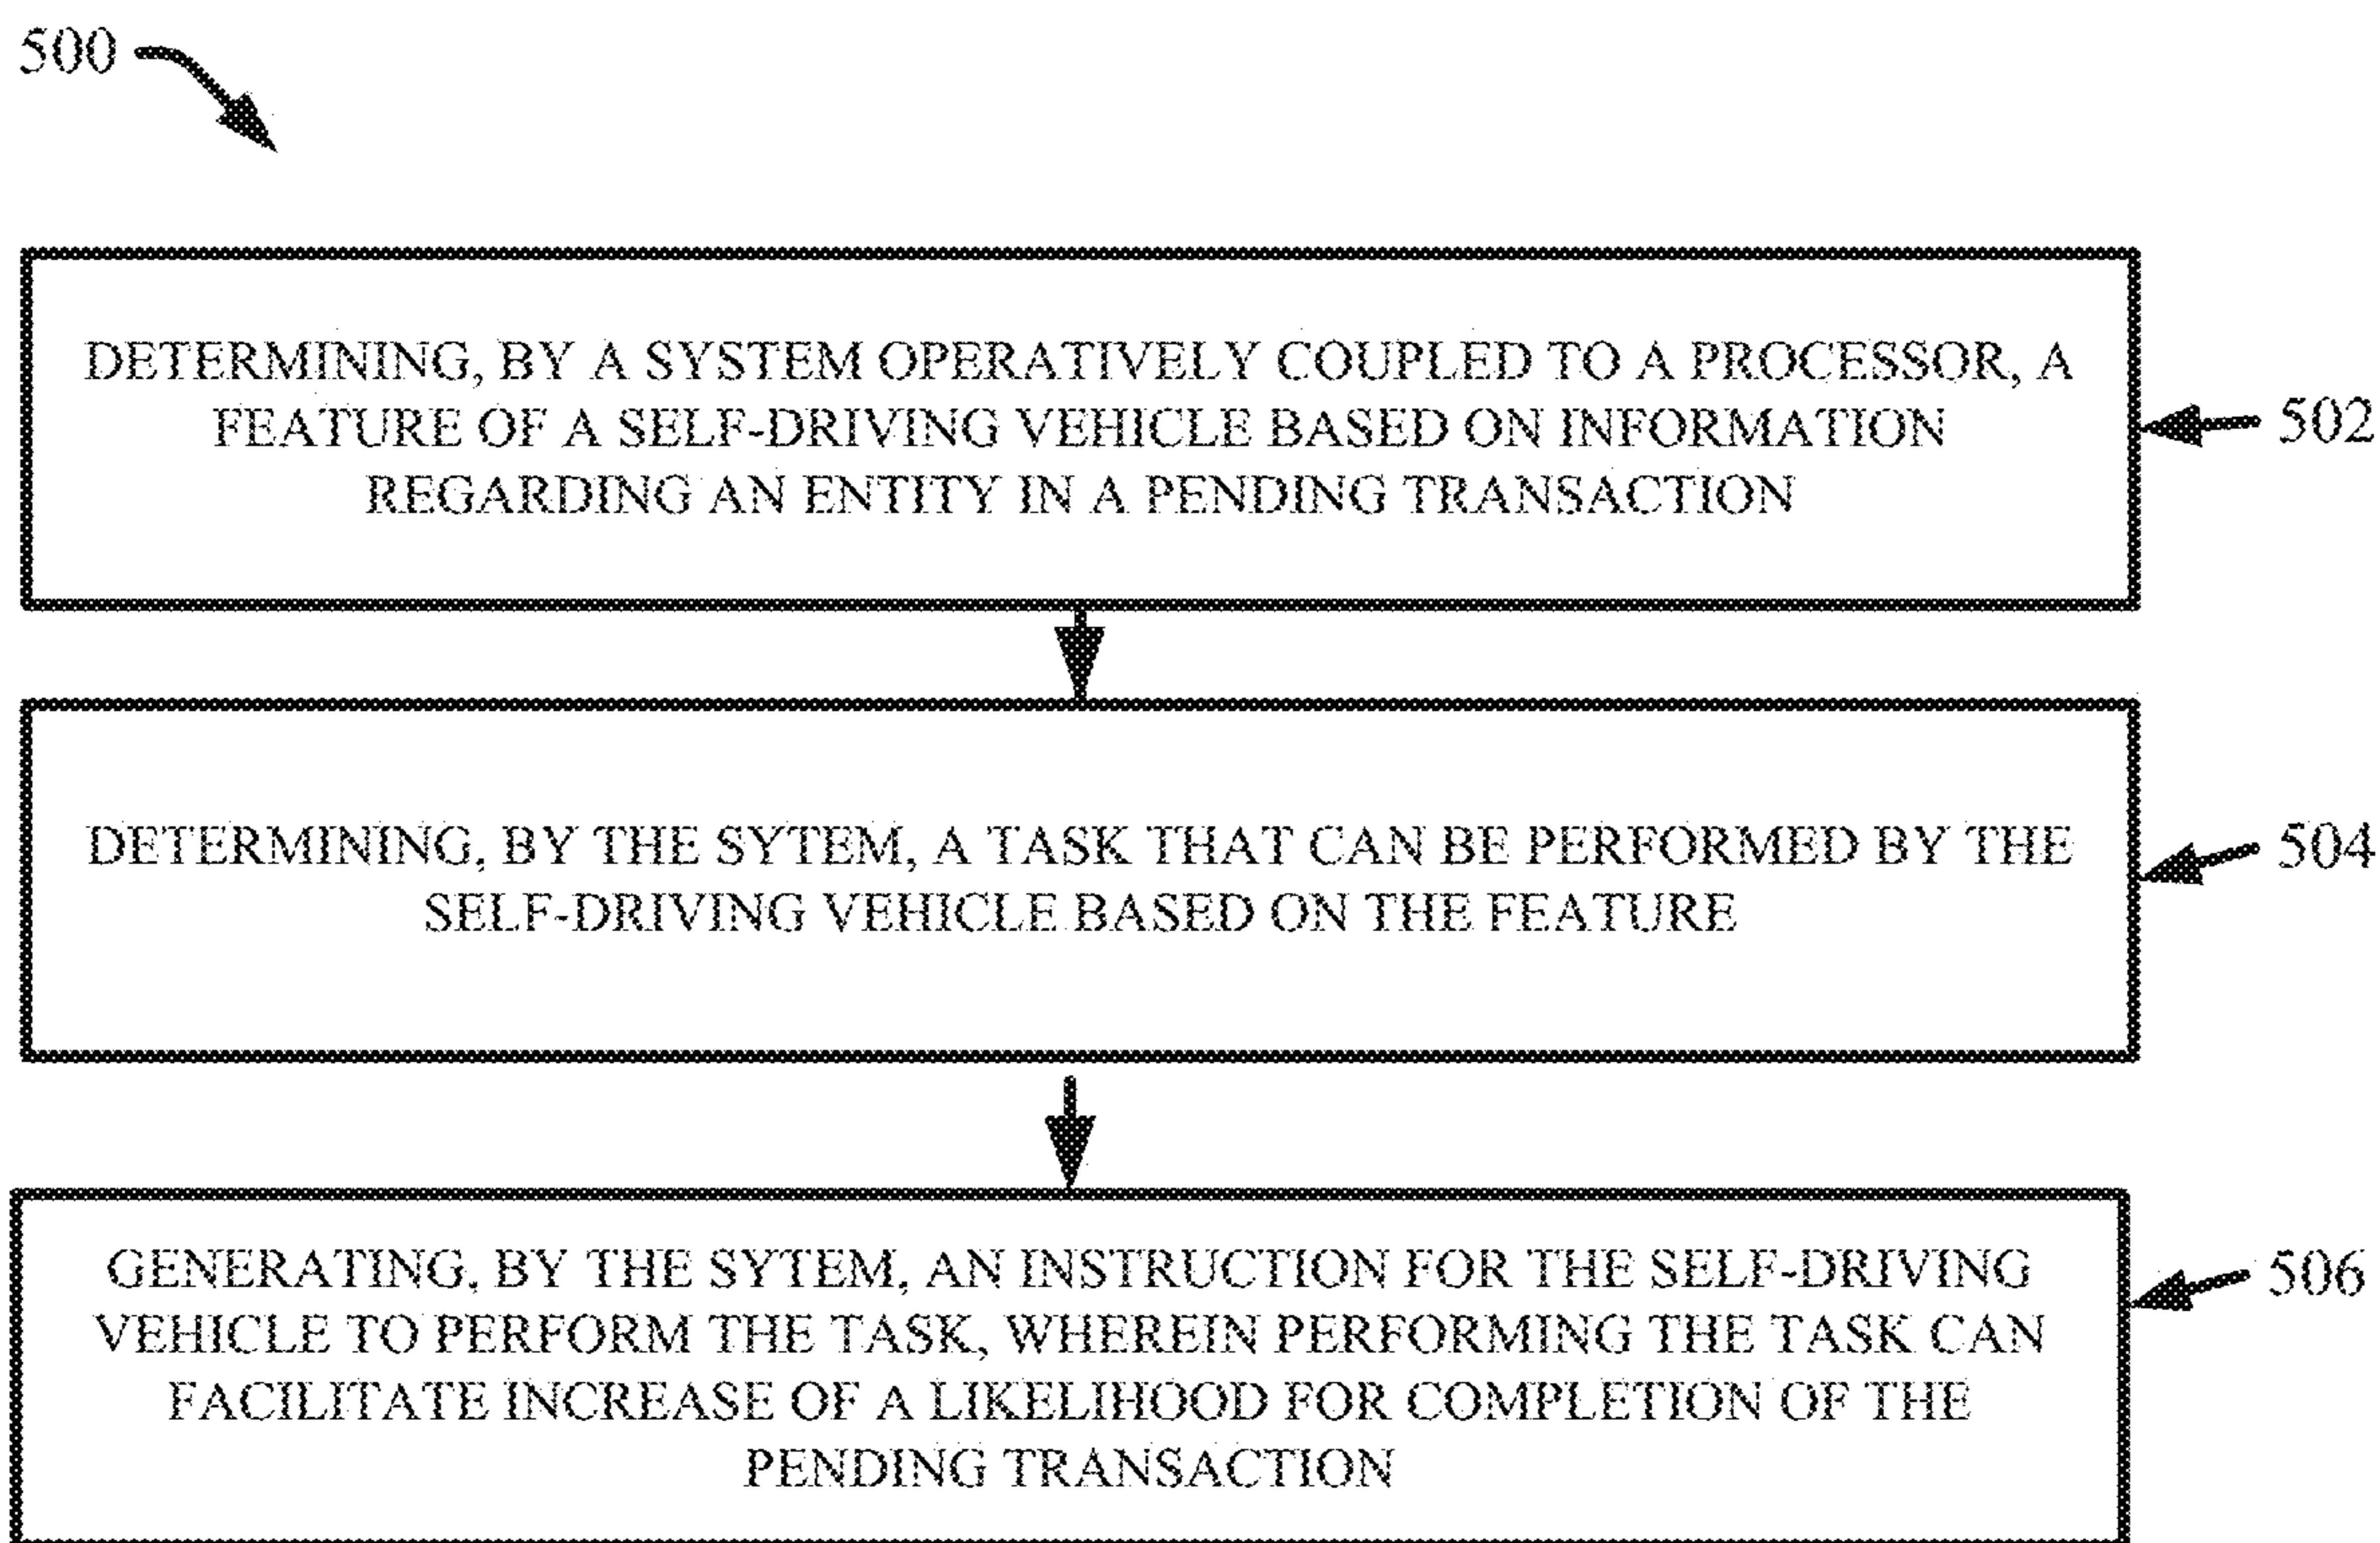 500
DETERMINING, BY A SYSTEM OPERATIVELY COUPLED TO A PROCESSOR, A
FEATURE OF A SELF-DRIVING VEHICLE BASED ON INFORMATION
REGARDING AN ENTITY IN A PENDING TRANSACTION
502
DETERMINING, BY THE SYTEM, A TASK THAT CAN BE PERFORMED BY THE
SELF-DRIVING VEHICLE BASED ON THE FEATURE
504
GENERATING, BY THE SYTEM, AN INSTRUCTION FOR THE SELF-DRIVING
VEHICLE TO PERFORM THE TASK, WHEREIN PERFORMING THE TASK CAN
FACILITATE INCREASE OF A LIKELIHOOD FOR COMPLETION OF THE
PENDING TRANSACTION
506